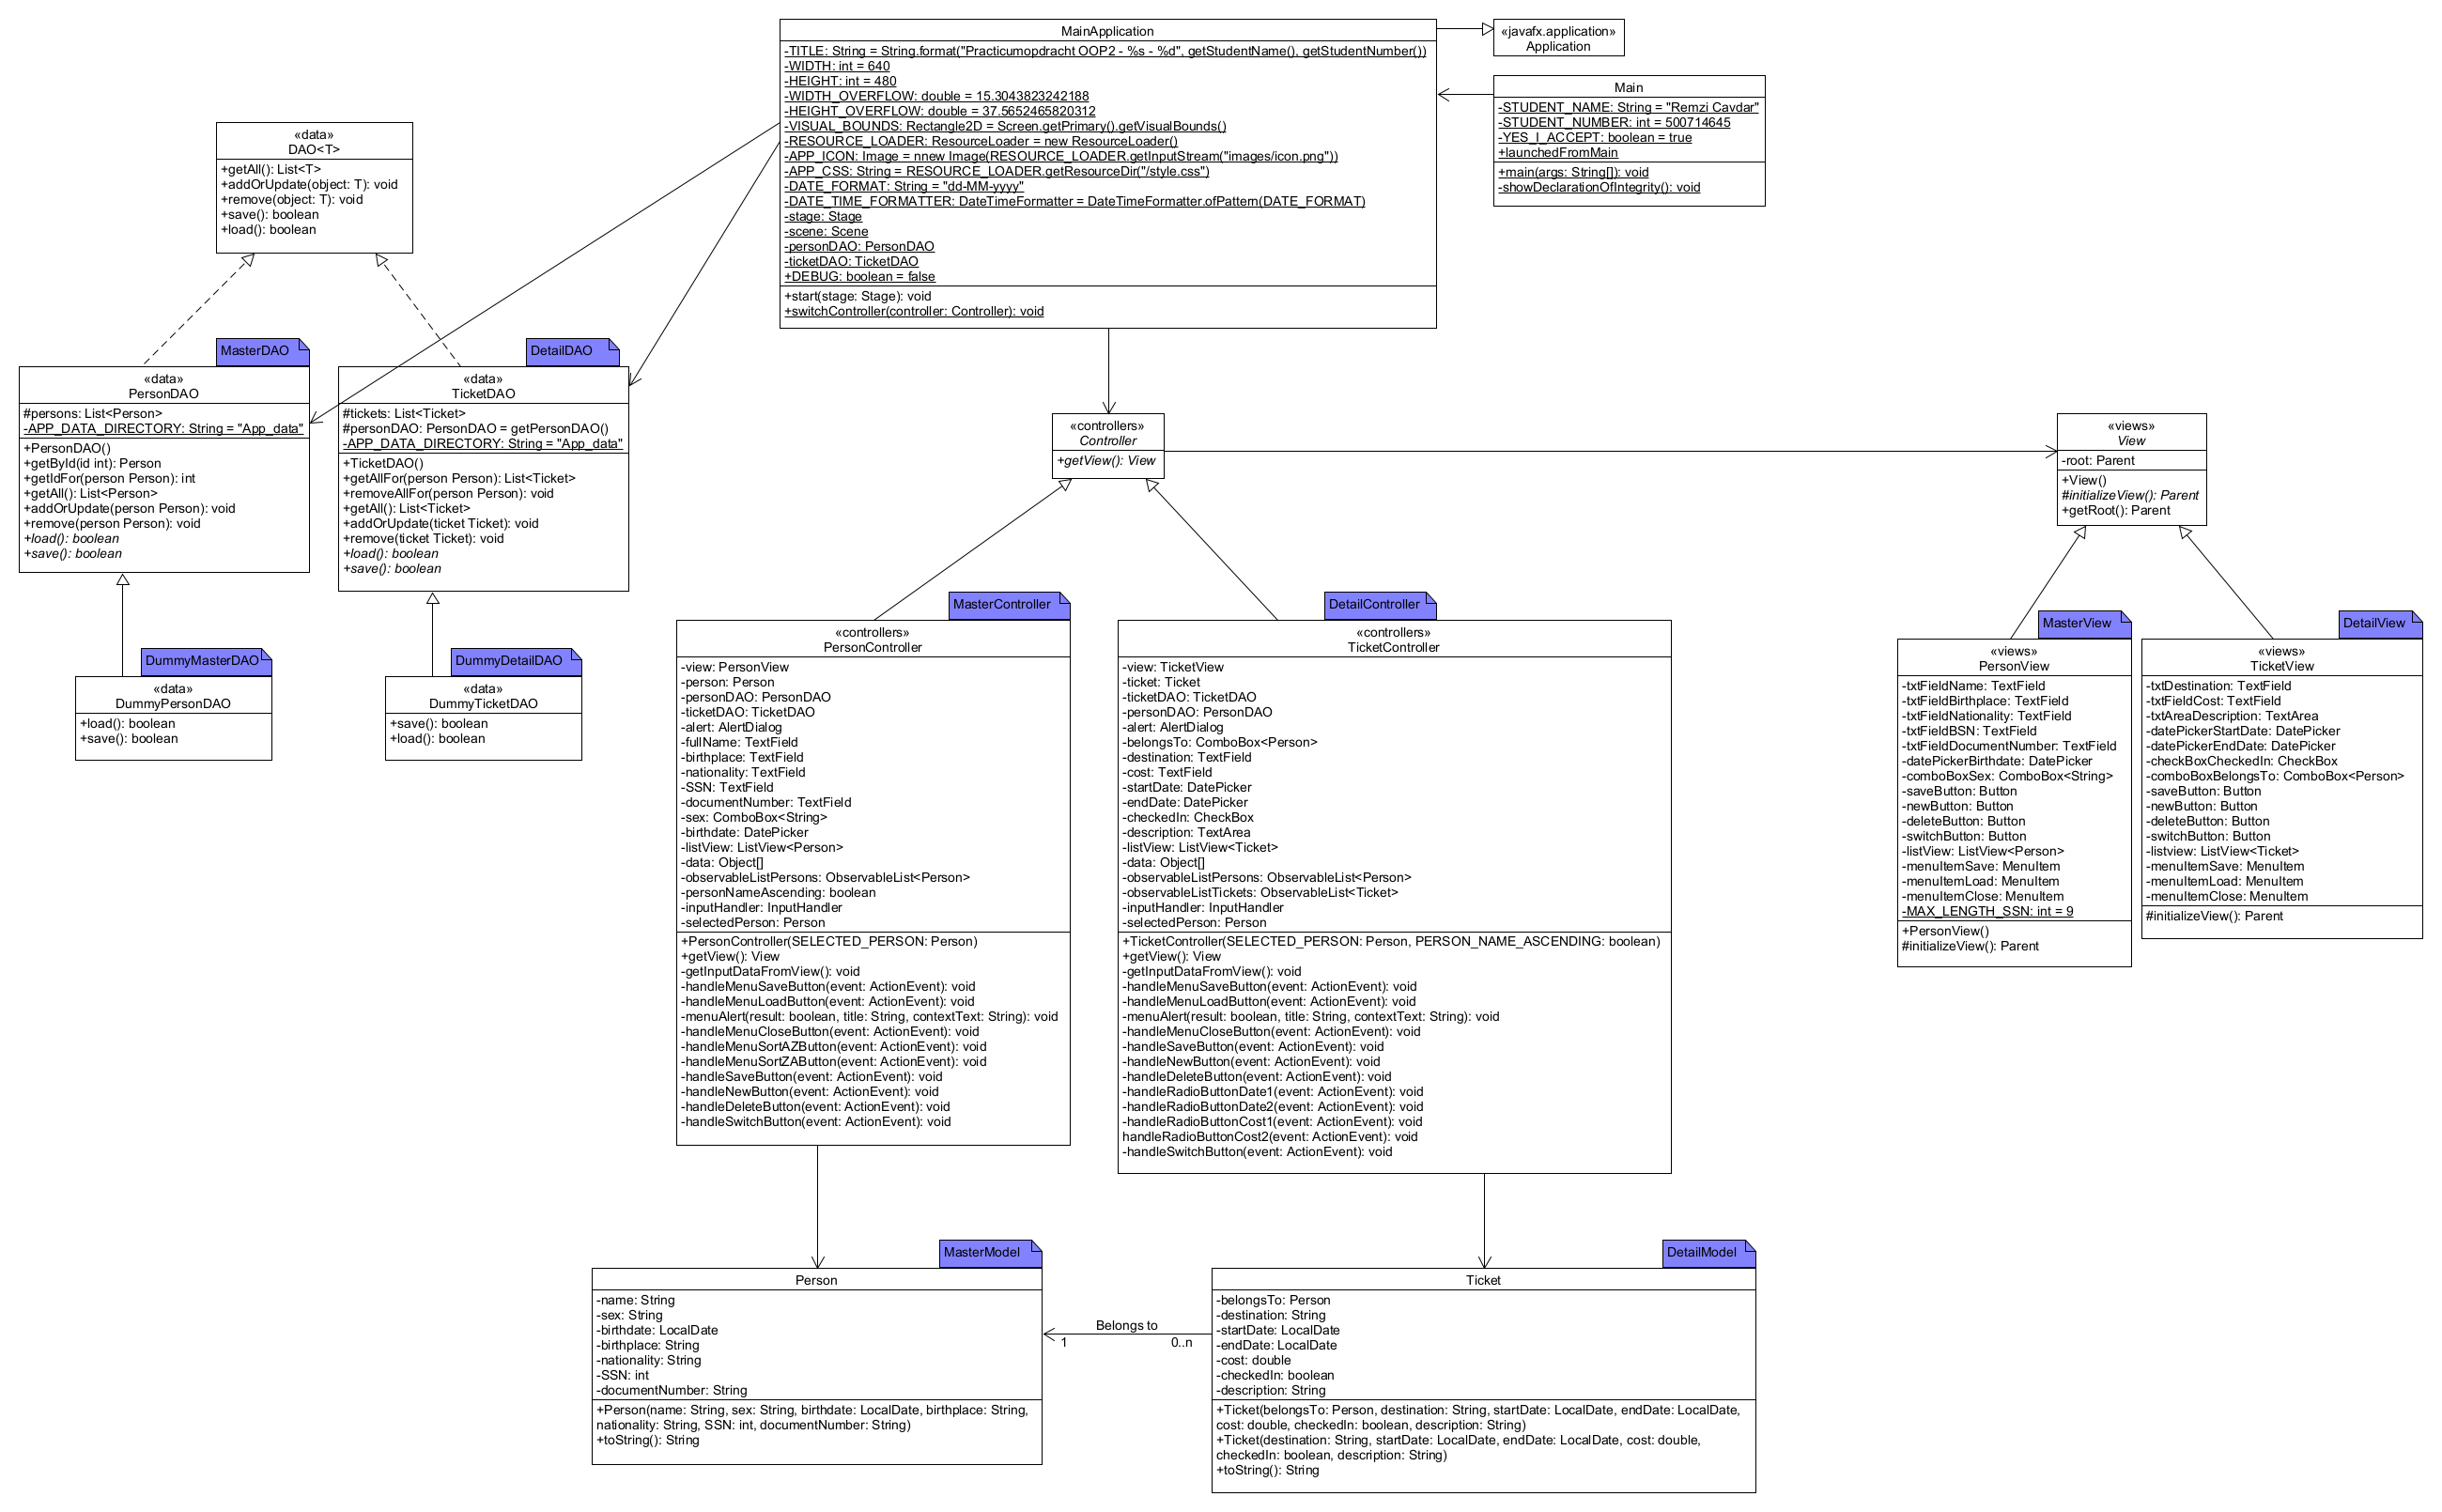 MainApplication
-TITLE: String = String.format("Practicumopdracht OOP2 - %s - %d", getStudentName(), getStudentNumber())
-WIDTH: int = 640
-HEIGHT: int = 480
-WIDTH_OVERFLOW: double = 15.3043823242188
-HEIGHT_OVERFLOW: double = 37.5652465820312
-VISUAL_BOUNDS: Rectangle2D = Screen.getPrimary().getVisualBounds()
-RESOURCE_LOADER: ResourceLoader = new ResourceLoader()
-APP_ICON: Image = nnew Image(RESOURCE_LOADER.getInputStream("images/icon.png"))
-APP_CSS: String = RESOURCE_LOADER.getResourceDir("/style.css")
-DATE_FORMAT: String = "dd-MM-yyyy"
-DATE_TIME_FORMATTER: DateTimeFormatter = DateTimeFormatter.ofPattern(DATE_FORMAT)
-stage: Stage
-scene: Scene
-personDAO: PersonDAO
-ticketDAO: TicketDAO
+DEBUG: boolean = false
+start(stage: Stage): void
+switchController(controller: Controller): void
«javafx.application»
Application
Main
-STUDENT_NAME: String = "Remzi Cavdar"
-STUDENT_NUMBER: int = 500714645
-YES_I_ACCEPT: boolean = true
+launchedFromMain
+main(args: String[]): void
-showDeclarationOfIntegrity(): void
«data»
DAO<T>
+getAll(): List<T>
+addOrUpdate(object: T): void
+remove(object: T): void
+save(): boolean
+load(): boolean
MasterDAO
«data»
PersonDAO
#persons: List<Person>
-APP_DATA_DIRECTORY: String = "App_data"
+PersonDAO()
+getById(id int): Person
+getIdFor(person Person): int
+getAll(): List<Person>
+addOrUpdate(person Person): void
+remove(person Person): void
+load(): boolean
+save(): boolean
DetailDAO
«data»
TicketDAO
#tickets: List<Ticket>
#personDAO: PersonDAO = getPersonDAO()
-APP_DATA_DIRECTORY: String = "App_data"
+TicketDAO()
+getAllFor(person Person): List<Ticket>
+removeAllFor(person Person): void
+getAll(): List<Ticket>
+addOrUpdate(ticket Ticket): void
+remove(ticket Ticket): void
+load(): boolean
+save(): boolean
DummyMasterDAO
«data»
DummyPersonDAO
+load(): boolean
+save(): boolean
DummyDetailDAO
«data»
DummyTicketDAO
+save(): boolean
+load(): boolean
«controllers»
Controller
+getView(): View
«views»
View
-root: Parent
+View()
#initializeView(): Parent
+getRoot(): Parent
MasterController
«controllers»
PersonController
-view: PersonView
-person: Person
-personDAO: PersonDAO
-ticketDAO: TicketDAO
-alert: AlertDialog
-fullName: TextField
-birthplace: TextField
-nationality: TextField
-SSN: TextField
-documentNumber: TextField
-sex: ComboBox<String>
-birthdate: DatePicker
-listView: ListView<Person>
-data: Object[]
-observableListPersons: ObservableList<Person>
-personNameAscending: boolean
-inputHandler: InputHandler
-selectedPerson: Person
+PersonController(SELECTED_PERSON: Person)
+getView(): View
-getInputDataFromView(): void
-handleMenuSaveButton(event: ActionEvent): void
-handleMenuLoadButton(event: ActionEvent): void
-menuAlert(result: boolean, title: String, contextText: String): void
-handleMenuCloseButton(event: ActionEvent): void
-handleMenuSortAZButton(event: ActionEvent): void
-handleMenuSortZAButton(event: ActionEvent): void
-handleSaveButton(event: ActionEvent): void
-handleNewButton(event: ActionEvent): void
-handleDeleteButton(event: ActionEvent): void
-handleSwitchButton(event: ActionEvent): void
DetailController
«controllers»
TicketController
-view: TicketView
-ticket: Ticket
-ticketDAO: TicketDAO
-personDAO: PersonDAO
-alert: AlertDialog
-belongsTo: ComboBox<Person>
-destination: TextField
-cost: TextField
-startDate: DatePicker
-endDate: DatePicker
-checkedIn: CheckBox
-description: TextArea
-listView: ListView<Ticket>
-data: Object[]
-observableListPersons: ObservableList<Person>
-observableListTickets: ObservableList<Ticket>
-inputHandler: InputHandler
-selectedPerson: Person
+TicketController(SELECTED_PERSON: Person, PERSON_NAME_ASCENDING: boolean)
+getView(): View
-getInputDataFromView(): void
-handleMenuSaveButton(event: ActionEvent): void
-handleMenuLoadButton(event: ActionEvent): void
-menuAlert(result: boolean, title: String, contextText: String): void
-handleMenuCloseButton(event: ActionEvent): void
-handleSaveButton(event: ActionEvent): void
-handleNewButton(event: ActionEvent): void
-handleDeleteButton(event: ActionEvent): void
-handleRadioButtonDate1(event: ActionEvent): void
-handleRadioButtonDate2(event: ActionEvent): void
-handleRadioButtonCost1(event: ActionEvent): void
handleRadioButtonCost2(event: ActionEvent): void
-handleSwitchButton(event: ActionEvent): void
MasterView
«views»
PersonView
-txtFieldName: TextField
-txtFieldBirthplace: TextField
-txtFieldNationality: TextField
-txtFieldBSN: TextField
-txtFieldDocumentNumber: TextField
-datePickerBirthdate: DatePicker
-comboBoxSex: ComboBox<String>
-saveButton: Button
-newButton: Button
-deleteButton: Button
-switchButton: Button
-listView: ListView<Person>
-menuItemSave: MenuItem
-menuItemLoad: MenuItem
-menuItemClose: MenuItem
-MAX_LENGTH_SSN: int = 9
+PersonView()
#initializeView(): Parent
DetailView
«views»
TicketView
-txtDestination: TextField
-txtFieldCost: TextField
-txtAreaDescription: TextArea
-datePickerStartDate: DatePicker
-datePickerEndDate: DatePicker
-checkBoxCheckedIn: CheckBox
-comboBoxBelongsTo: ComboBox<Person>
-saveButton: Button
-newButton: Button
-deleteButton: Button
-switchButton: Button
-listview: ListView<Ticket>
-menuItemSave: MenuItem
-menuItemLoad: MenuItem
-menuItemClose: MenuItem
#initializeView(): Parent
MasterModel
Person
-name: String
-sex: String
-birthdate: LocalDate
-birthplace: String
-nationality: String
-SSN: int
-documentNumber: String
+Person(name: String, sex: String, birthdate: LocalDate, birthplace: String,
nationality: String, SSN: int, documentNumber: String)
+toString(): String
Belongs to
1
0..n
DetailModel
Ticket
-belongsTo: Person
-destination: String
-startDate: LocalDate
-endDate: LocalDate
-cost: double
-checkedIn: boolean
-description: String
+Ticket(belongsTo: Person, destination: String, startDate: LocalDate, endDate: LocalDate,
cost: double, checkedIn: boolean, description: String)
+Ticket(destination: String, startDate: LocalDate, endDate: LocalDate, cost: double,
checkedIn: boolean, description: String)
+toString(): String